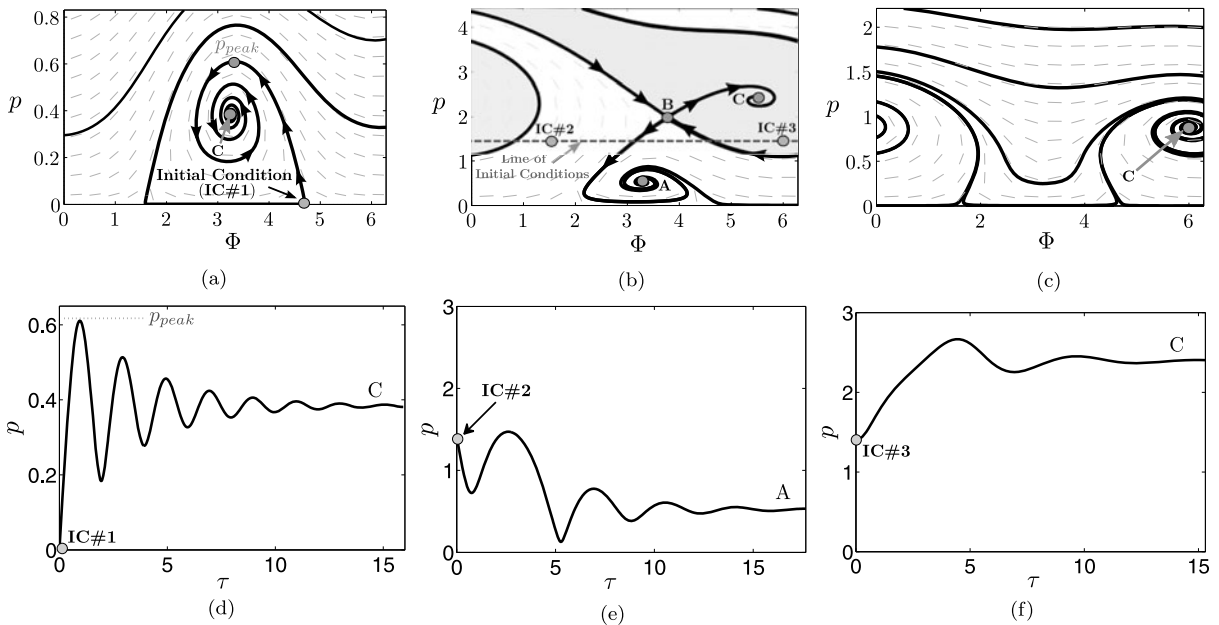 0.8
0.6
0.4
0.2
0
p
p_peak
C
Initial Condition
(IC#1)
0 1 2 3 4 5 6
Φ
(a)
4
3
2
1
0
p
B
C
IC#2
IC#3
Line of
Initial Conditions
A
0 1 2 3 4 5 6
Φ
(b)
2
1.5
1
0.5
0
p
C
0 2 4 6
Φ
(c)
0.6
0.4
0.2
0
p
p_peak
C
IC#1
0 5 10 15
τ
(d)
3
2
1
0
p
IC#2
A
0 5 10 15
τ
(e)
3
2
1
0
p
C
IC#3
0 5 10 15
τ
(f)